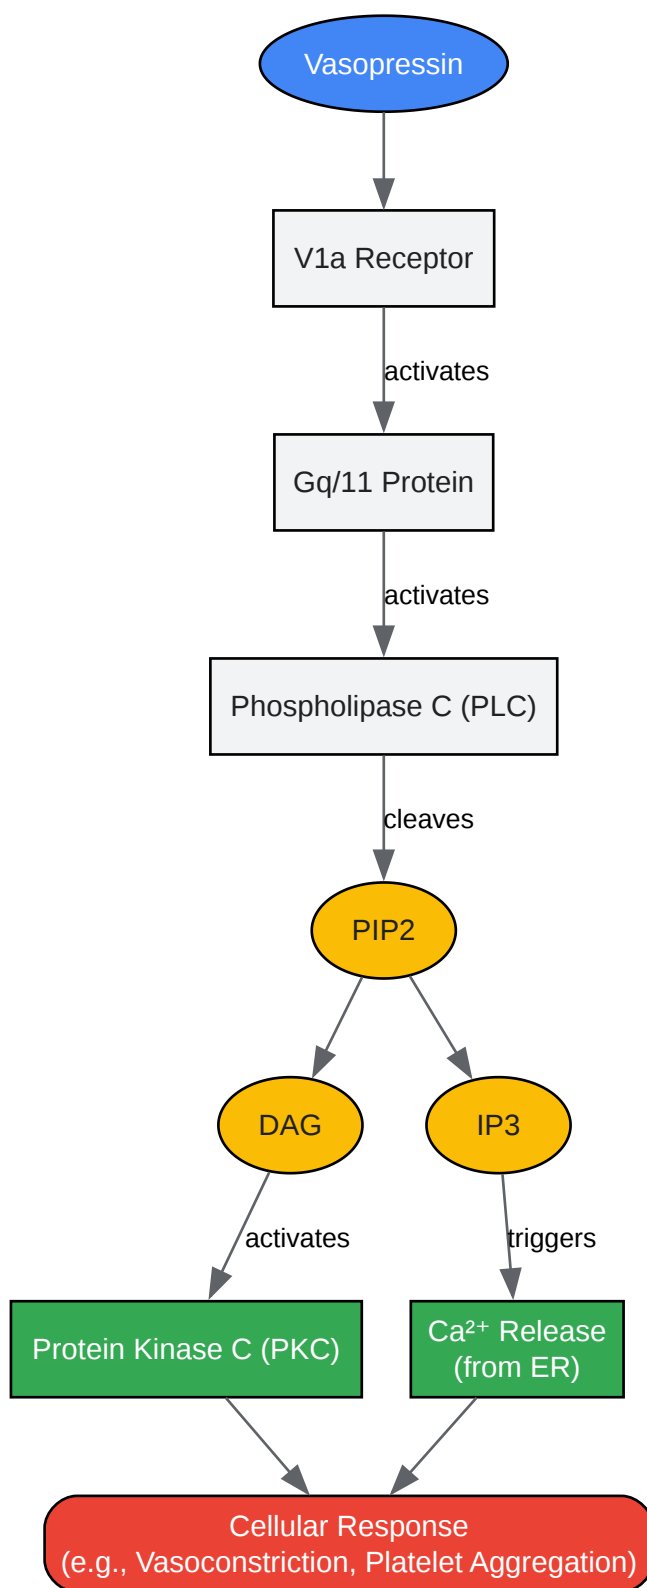 Vasopressin
V1a Receptor
activates
Gq/11 Protein
activates
Phospholipase C (PLC)
cleaves
PIP2
DAG
IP3
activates
triggers
Protein Kinase C (PKC)
Ca²⁺ Release
(from ER)
Cellular Response
(e.g., Vasoconstriction, Platelet Aggregation)